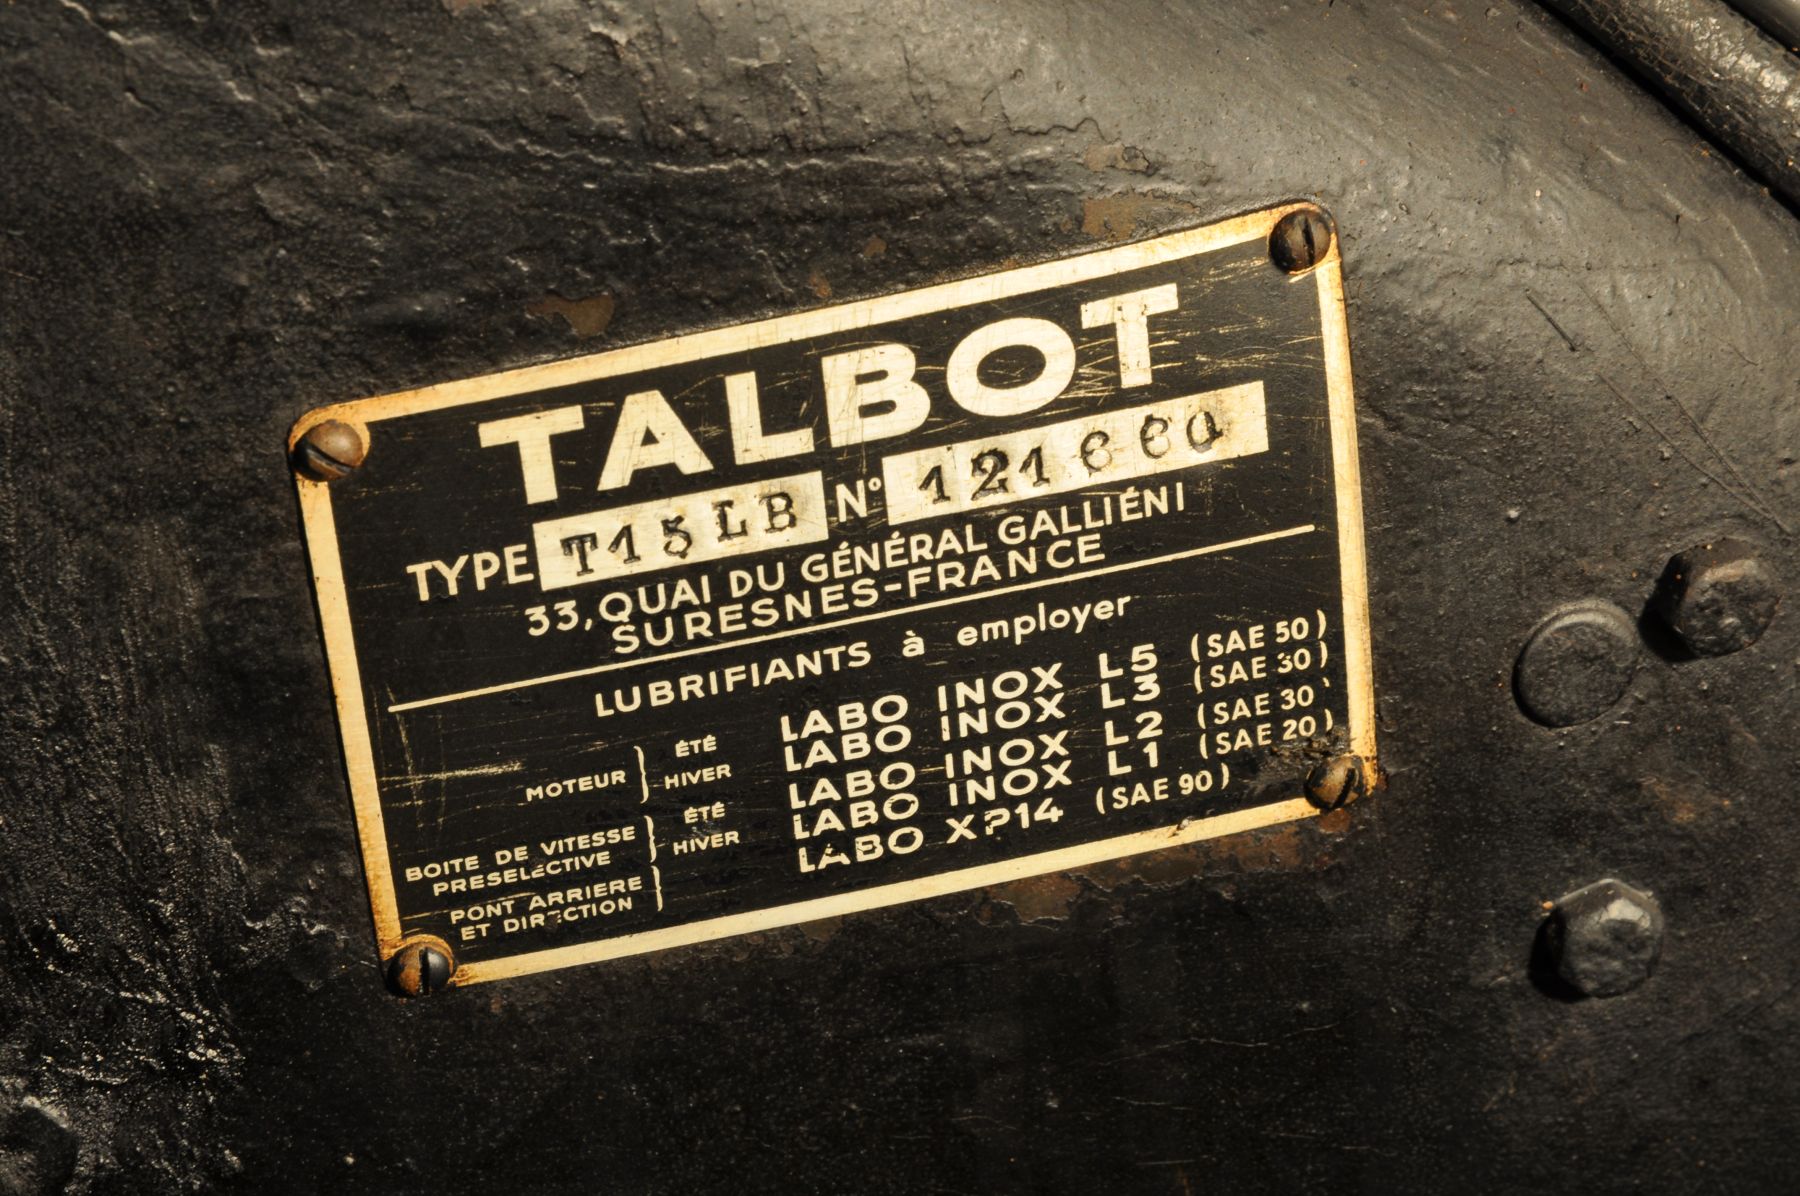 TALBOT
TYPE T15LB Nº 121660
33, QUAI DU GÉNÉRAL GALLIÉNI
SURESNES-FRANCE
LUBRIFIANTS à employer
MOTEUR } ÉTÉ LABO INOX L5 (SAE 50)
HIVER LABO INOX L3 (SAE 30)
BOITE DE VITESSE PRESELECTIVE } ÉTÉ LABO INOX L2 (SAE 30)
HIVER LABO INOX L1 (SAE 20)
PONT ARRIERE ET DIRECTION } LABO XP14 (SAE 90)